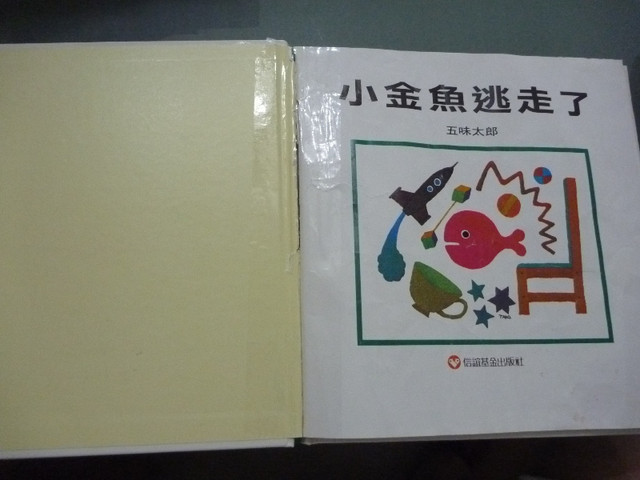 小金魚逃走了
五味太郎
信誼基金出版社